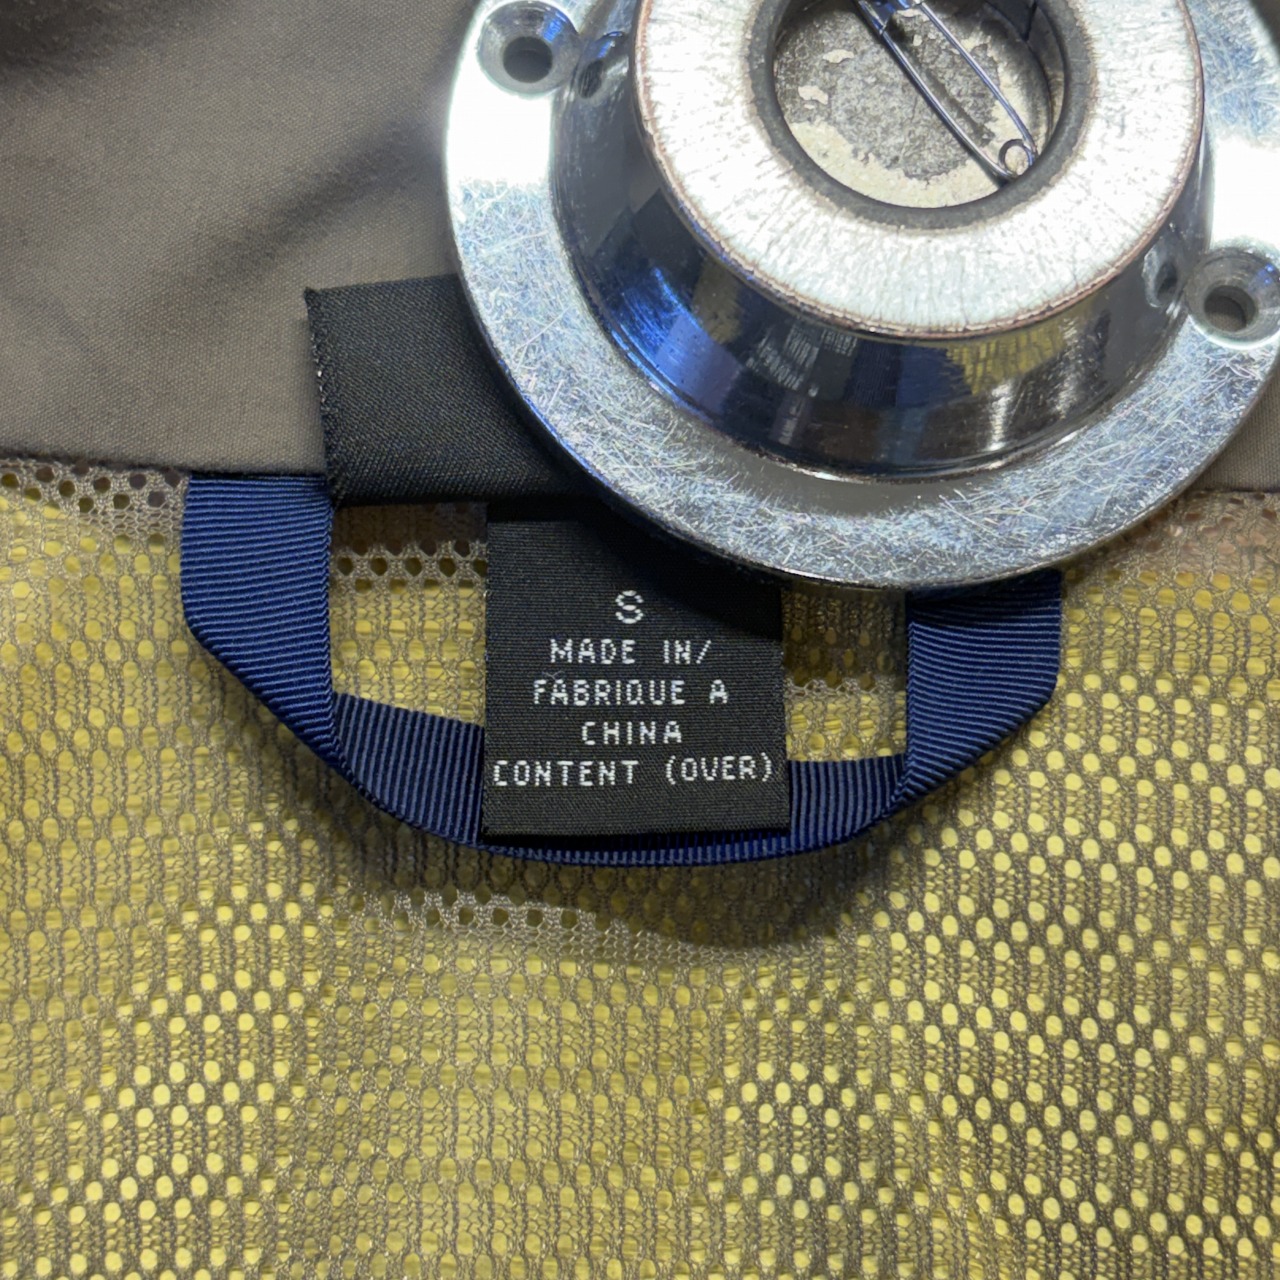 S
MADE IN/
FABRIQUE A
CHINA
CONTENT (OVER)